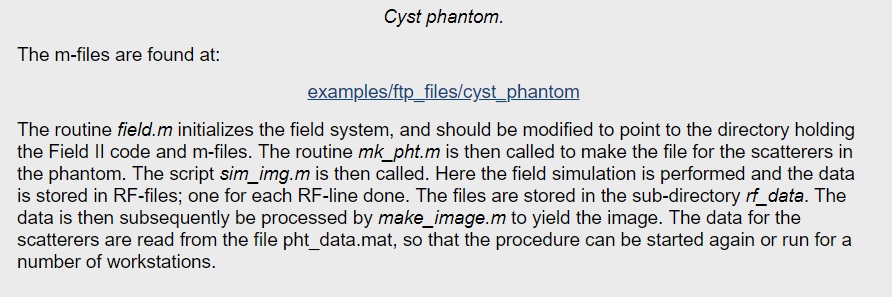 Cyst phantom.
The m-files are found at:
examples/ftp_files/cyst_phantom
The routine field.m initializes the field system, and should be modified to point to the directory holding
the Field II code and m-files. The routine mk_pht.m is then called to make the file for the scatterers in
the phantom. The script sim_img.m is then called. Here the field simulation is performed and the data
is stored in RF-files; one for each RF-line done. The files are stored in the sub-directory rf_data. The
data is then subsequently be processed by make_image.m to yield the image. The data for the
scatterers are read from the file pht_data.mat, so that the procedure can be started again or run for a
number of workstations.